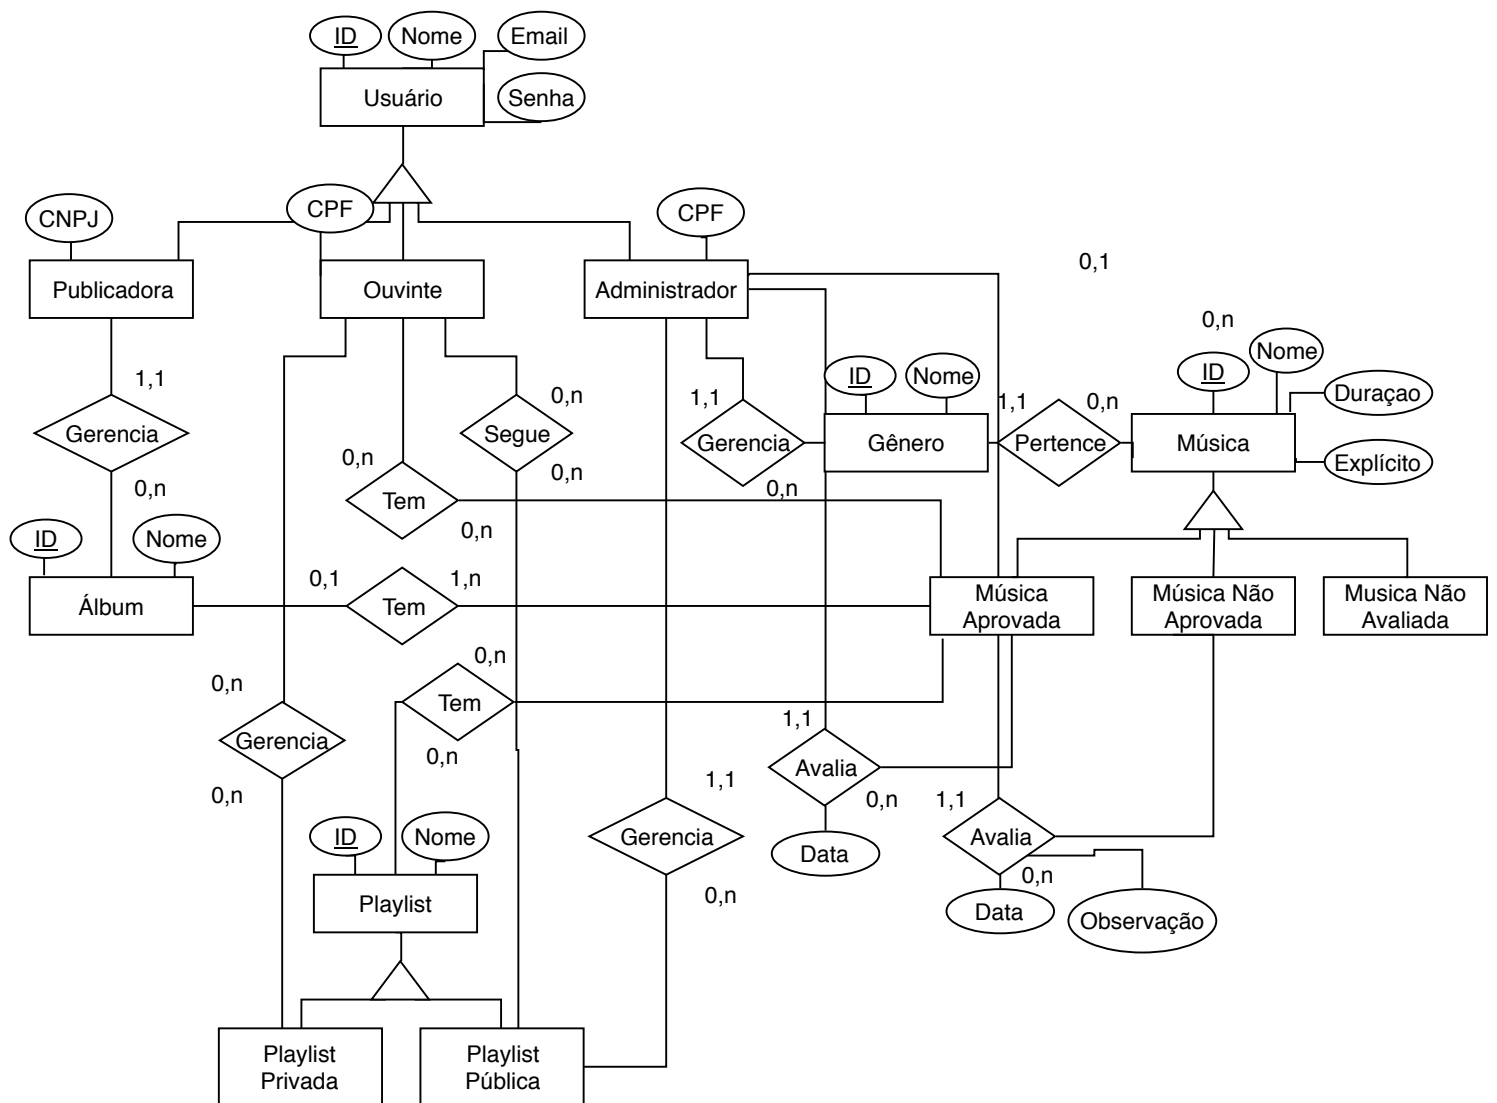 ID
Nome
Email
Usuário
Senha
CNPJ
CPF
CPF
Publicadora
Ouvinte
Administrador
0,1
0,n
1,1
0,n
1,1
ID
Nome
1,1
0,n
ID
Nome
Duraçao
Gerencia
Segue
Gerencia
Gênero
Pertence
Música
Explícito
0,n
0,n
0,n
0,n
Tem
0,n
ID
Nome
Álbum
0,1
Tem
1,n
Música
Aprovada
Música Não
Aprovada
Musica Não
Avaliada
0,n
0,n
Tem
Gerencia
0,n
0,n
1,1
Avalia
1,1
0,n
1,1
ID
Nome
Gerencia
Data
Avalia
0,n
Playlist
0,n
Data
Observação
Playlist
Privada
Playlist
Pública